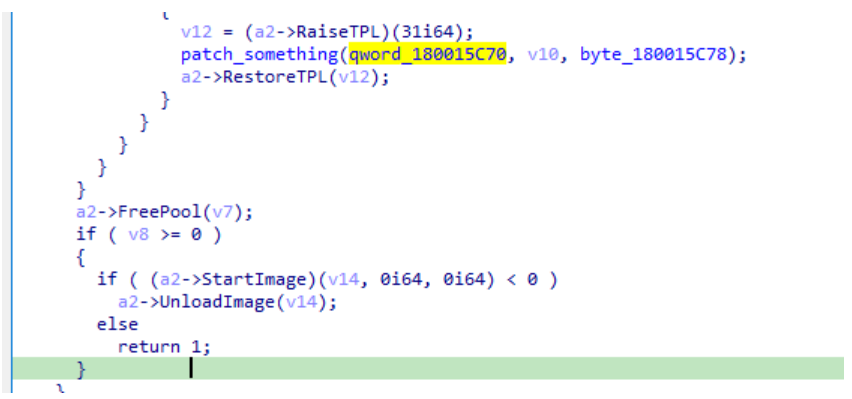 {
v12 = (a2->RaiseTPL)(31i64);
patch_something(qword_180015C70, v10, byte_180015C78);
a2->RestoreTPL(v12);
}
}
}
}
}
a2->FreePool(v7);
if ( v8 >= 0 )
{
if ( (a2->StartImage)(v14, 0i64, 0i64) < 0 )
a2->UnloadImage(v14);
else
return 1;
}
}